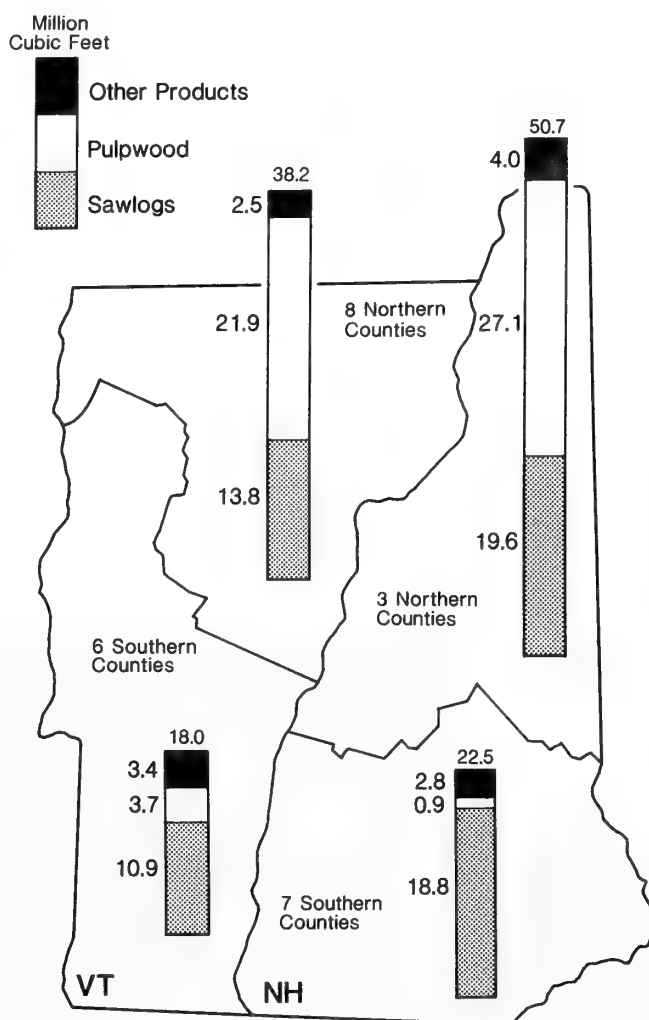 Million
Cubic Feet
Other Products
Pulpwood
Sawlogs
50.7
4.0
27.1
19.6
38.2
2.5
21.9
13.8
8 Northern
Counties
3 Northern
Counties
6 Southern
Counties
18.0
3.4
3.7
10.9
22.5
2.8
0.9
18.8
7 Southern
Counties
VT
NH